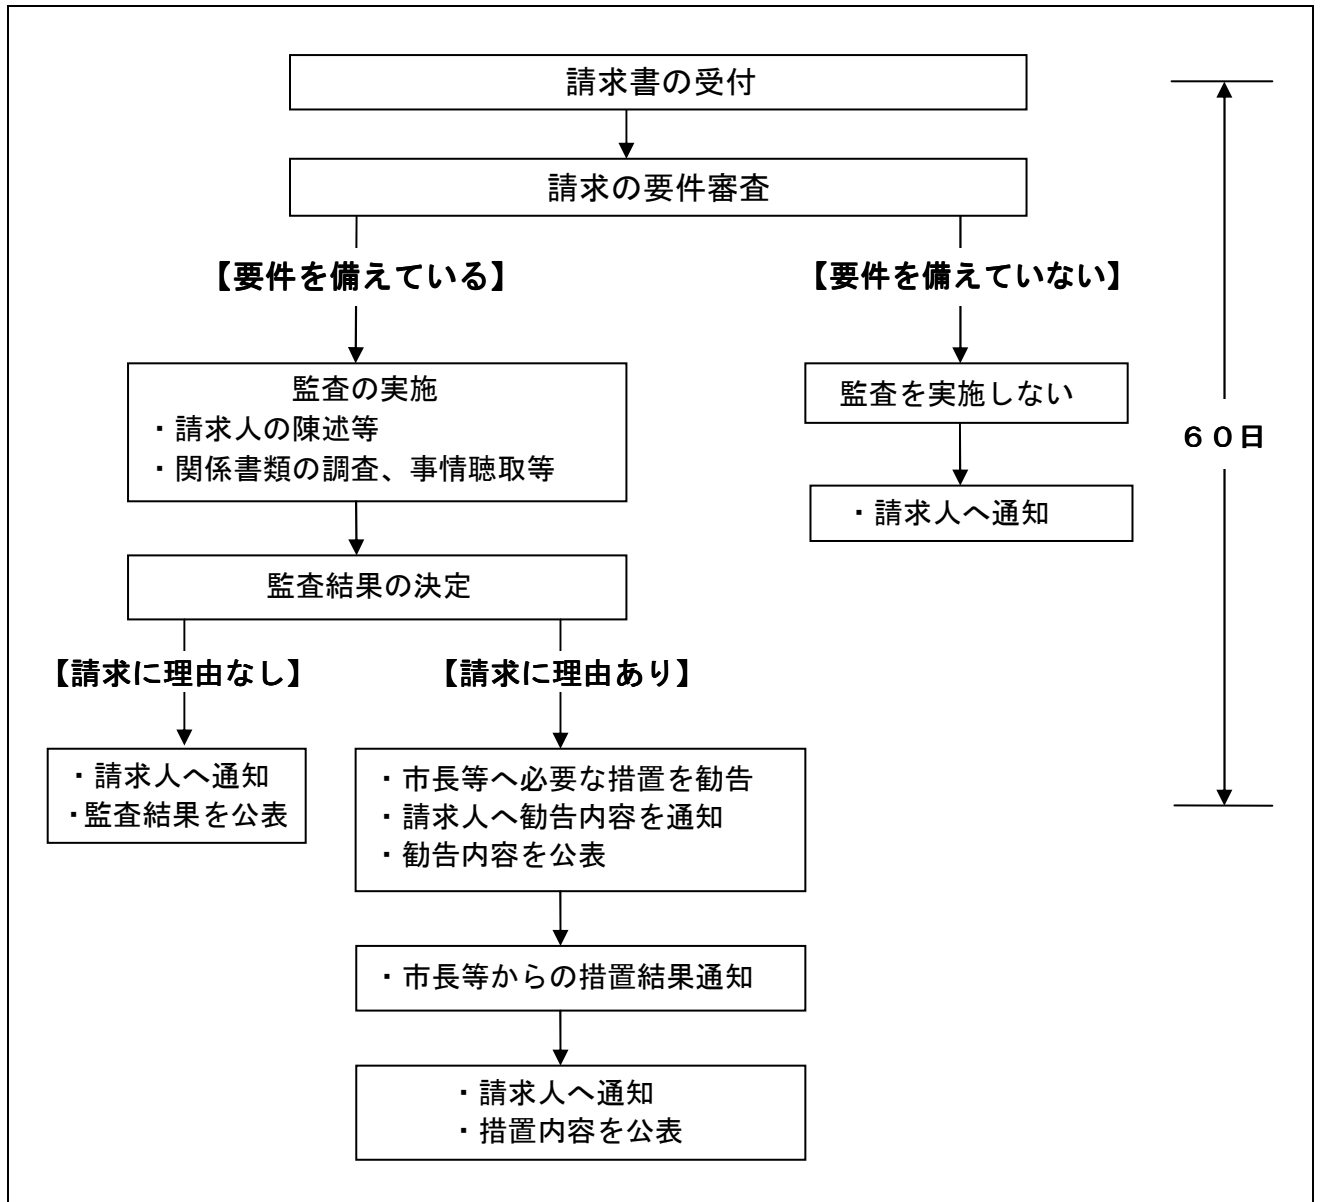 請求書の受付
請求の要件審査
【要件を備えている】
【要件を備えていない】
監査の実施
・請求人の陳述等
・関係書類の調査、事情聴取等
監査を実施しない
６０日
・請求人へ通知
監査結果の決定
【請求に理由なし】
【請求に理由あり】
・請求人へ通知
・監査結果を公表
・市長等へ必要な措置を勧告
・請求人へ勧告内容を通知
・勧告内容を公表
・市長等からの措置結果通知
・請求人へ通知
・措置内容を公表